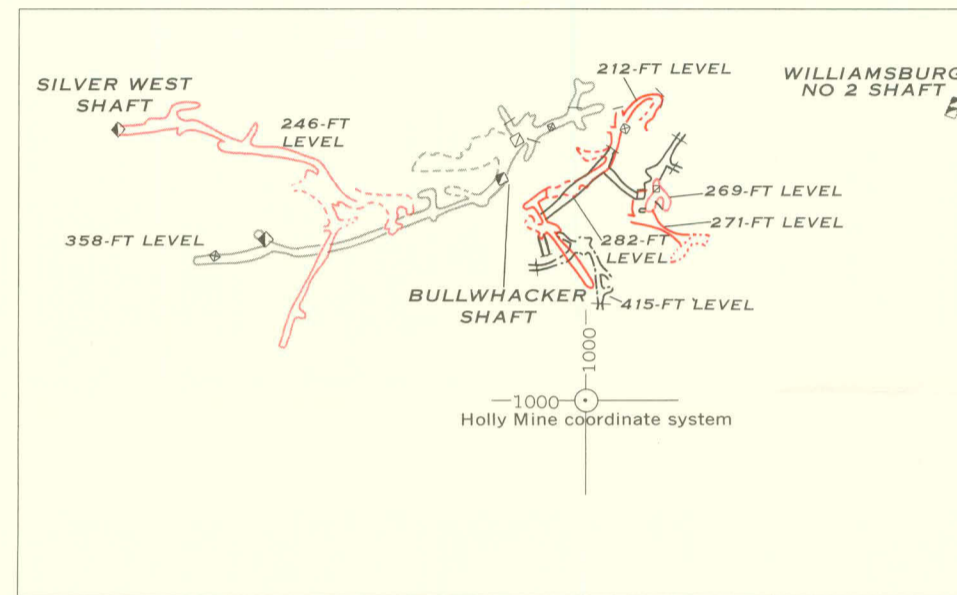 SILVER WEST
SHAFT
246-FT
LEVEL
212-FT LEVEL
WILLIAMSBURG
NO 2 SHAFT
358-FT LEVEL
269-FT LEVEL
271-FT LEVEL
282-FT
LEVEL
BULLWHACKER
SHAFT
415-FT LEVEL
1000
1000
Holly Mine coordinate system